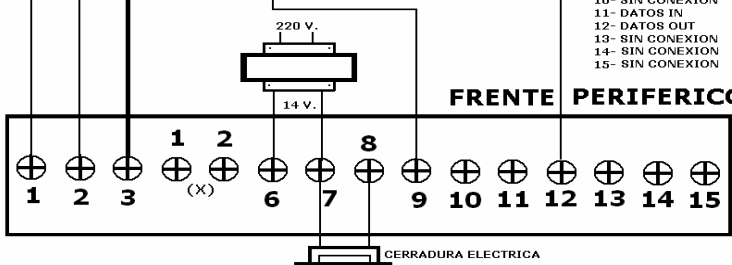 10- SIN CONEXION
11- DATOS IN
12- DATOS OUT
13- SIN CONEXION
14- SIN CONEXION
15- SIN CONEXION
220 V.
14 V.
FRENTE PERIFERICO
1 2 8
(X)
1 2 3 6 7 9 10 11 12 13 14 15
CERRADURA ELECTRICA